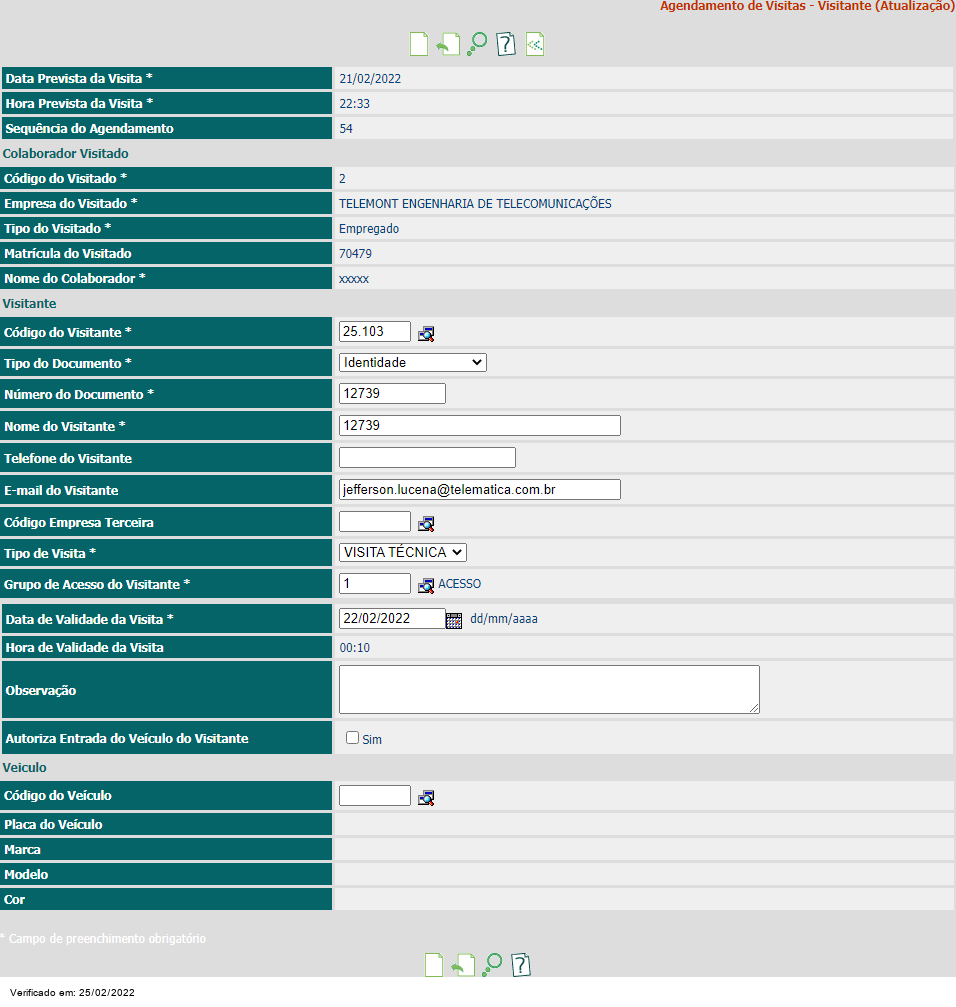 Agendamento de Visitas - Visitante (Atualização)
Data Prevista da Visita * 21/02/2022
Hora Prevista da Visita * 22:33
Sequência do Agendamento 54
Colaborador Visitado
Código do Visitado * 2
Empresa do Visitado * TELEMONT ENGENHARIA DE TELECOMUNICAÇÕES
Tipo do Visitado * Empregado
Matrícula do Visitado 70479
Nome do Colaborador * xxxxx
Visitante
Código do Visitante * 25.103
Tipo do Documento * Identidade
Número do Documento * 12739
Nome do Visitante * 12739
Telefone do Visitante
E-mail do Visitante jefferson.lucena@telematica.com.br
Código Empresa Terceira
Tipo de Visita * VISITA TÉCNICA
Grupo de Acesso do Visitante * 1 ACESSO
Data de Validade da Visita * 22/02/2022 dd/mm/aaaa
Hora de Validade da Visita 00:10
Observação
Autoriza Entrada do Veículo do Visitante Sim
Veiculo
Código do Veículo
Placa do Veículo
Marca
Modelo
Cor
* Campo de preenchimento obrigatório
Verificado em: 25/02/2022